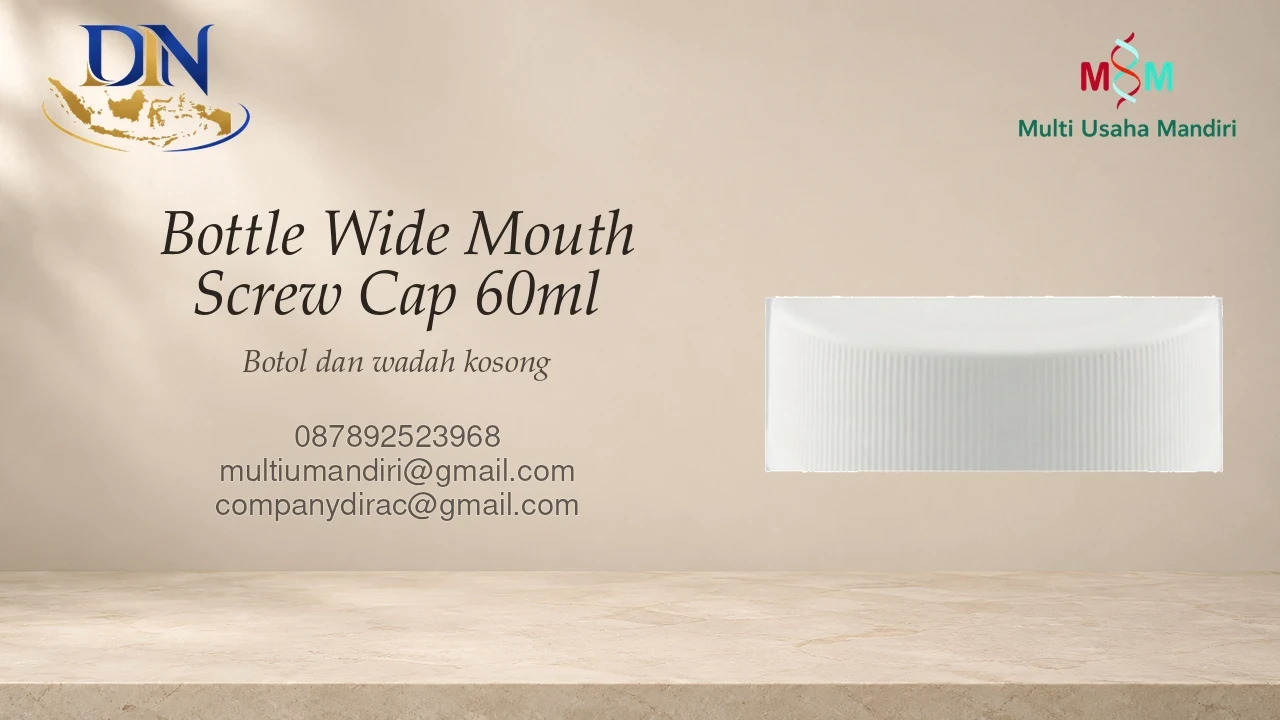 DIN
MSM
Multi Usaha Mandiri
Bottle Wide Mouth
Screw Cap 60ml
Botol dan wadah kosong
087892523968
multiumandiri@gmail.com
companydirac@gmail.com